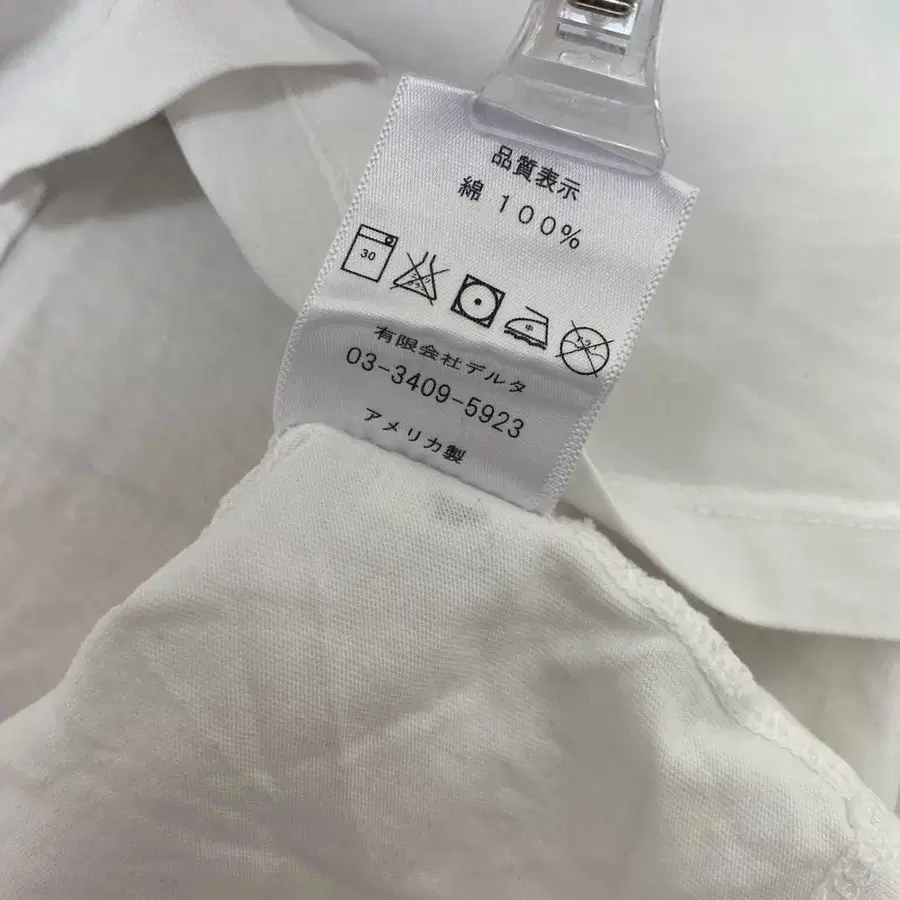 品質表示
綿 100%
30
中
有限会社デルタ
03-3409-5923
アメリカ製